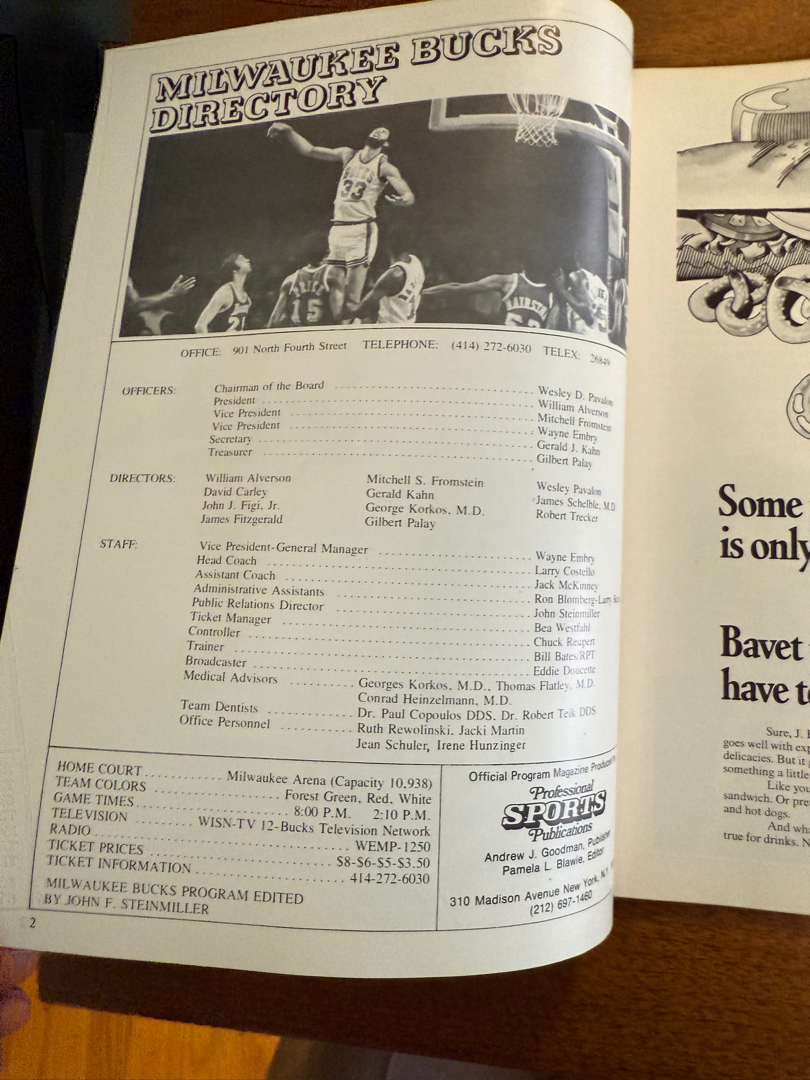 MILWAUKEE BUCKS
DIRECTORY
33
15
OFFICE: 901 North Fourth Street TELEPHONE: (414) 272-6030 TELEX: 26849
OFFICERS:
Chairman of the Board .......... Wesley D. Pavalon
President .......... William Alverson
Vice President .......... Mitchell Fromstein
Vice President .......... Wayne Embry
Secretary .......... Gerald J. Kahn
Treasurer .......... Gilbert Palay
DIRECTORS:
William Alverson Mitchell S. Fromstein Wesley Pavalon
David Carley Gerald Kahn James Scheible, M.D.
John J. Figi, Jr. George Korkos, M.D. Robert Trecker
James Fitzgerald Gilbert Palay
STAFF:
Vice President-General Manager .......... Wayne Embry
Head Coach .......... Larry Costello
Assistant Coach .......... Jack McKinney
Administrative Assistants .......... Ron Blomberg-Larry
Public Relations Director .......... John Steinmiller
Ticket Manager .......... Bea Westfahl
Controller .......... Chuck Reupert
Trainer .......... Bill Bates/RPT
Broadcaster .......... Eddie Doucette
Medical Advisors .......... Georges Korkos, M.D., Thomas Flatley, M.D.
Conrad Heinzelmann, M.D.
Team Dentists .......... Dr. Paul Copoulos DDS, Dr. Robert Teik DDS
Office Personnel .......... Ruth Rewolinski, Jacki Martin
Jean Schuler, Irene Hunzinger
HOME COURT .......... Milwaukee Arena (Capacity 10,938)
TEAM COLORS .......... Forest Green, Red, White
GAME TIMES .......... 8:00 P.M. 2:10 P.M.
TELEVISION .......... WISN-TV 12-Bucks Television Network
RADIO .......... WEMP-1250
TICKET PRICES .......... $8-$6-$5-$3.50
TICKET INFORMATION .......... 414-272-6030
MILWAUKEE BUCKS PROGRAM EDITED
BY JOHN F. STEINMILLER
Official Program Magazine Produced
Professional
SPORTS
Publications
Andrew J. Goodman, Publisher
Pamela L. Blawie, Editor
310 Madison Avenue New York, N.Y.
(212) 697-1460
2
Some
is only
Bavet
have to
Sure, J.
goes well with exp
delicacies. But it
something a little
Like you
sandwich. Or pre
and hot dogs.
And wha
true for drinks. N